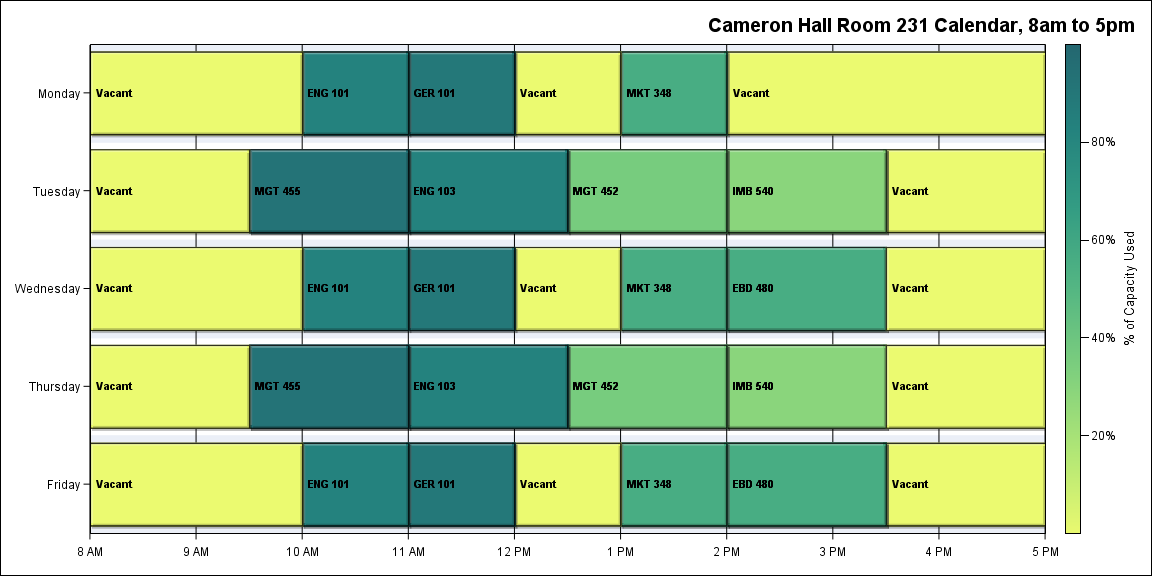 Cameron Hall Room 231 Calendar, 8am to 5pm
Monday
Vacant
ENG 101
GER 101
Vacant
MKT 348
Vacant
Tuesday
Vacant
MGT 455
ENG 103
MGT 452
IMB 540
Vacant
Wednesday
Vacant
ENG 101
GER 101
Vacant
MKT 348
EBD 480
Vacant
Thursday
Vacant
MGT 455
ENG 103
MGT 452
IMB 540
Vacant
Friday
Vacant
ENG 101
GER 101
Vacant
MKT 348
EBD 480
Vacant
8 AM
9 AM
10 AM
11 AM
12 PM
1 PM
2 PM
3 PM
4 PM
5 PM
80%
60%
40%
20%
% of Capacity Used